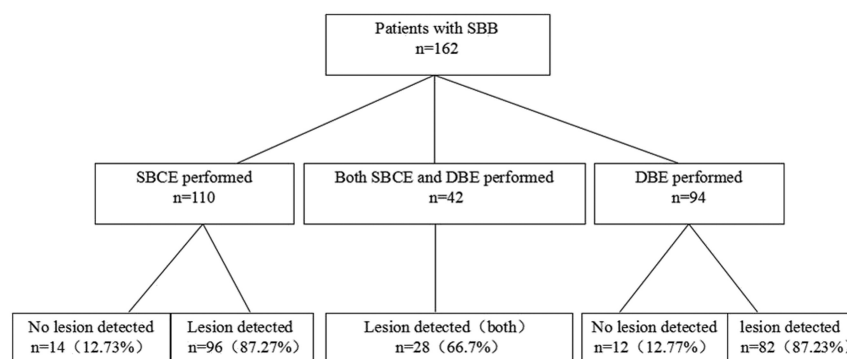 Patients with SBB
n=162
SBCE performed
n=110
Both SBCE and DBE performed
n=42
DBE performed
n=94
No lesion detected
n=14（12.73%）
Lesion detected
n=96（87.27%）
Lesion detected（both）
n=28（66.7%）
No lesion detected
n=12（12.77%）
lesion detected
n=82（87.23%）